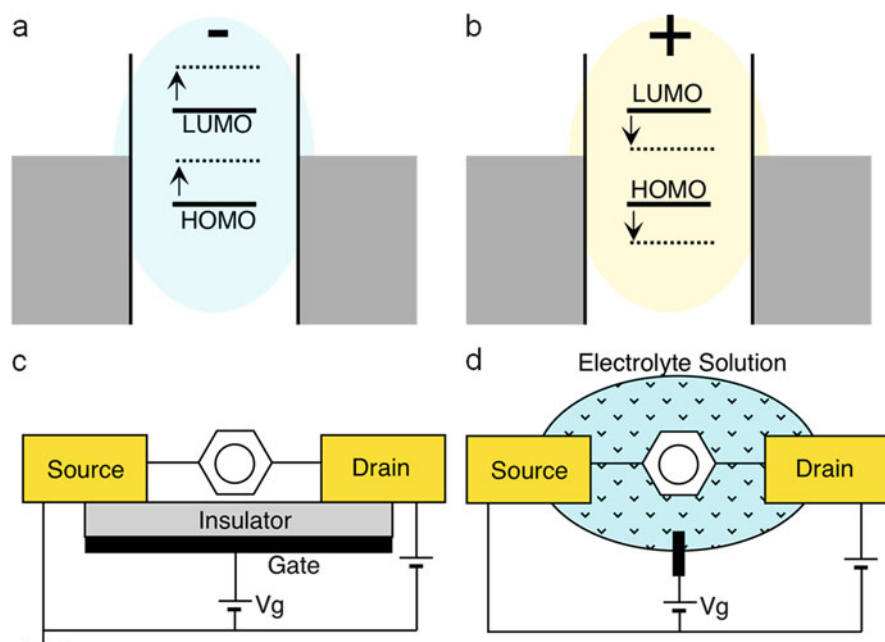 a
-
LUMO
HOMO
b
+
LUMO
HOMO
c
Source
Drain
Insulator
Gate
Vg
d
Electrolyte Solution
Source
Drain
Vg